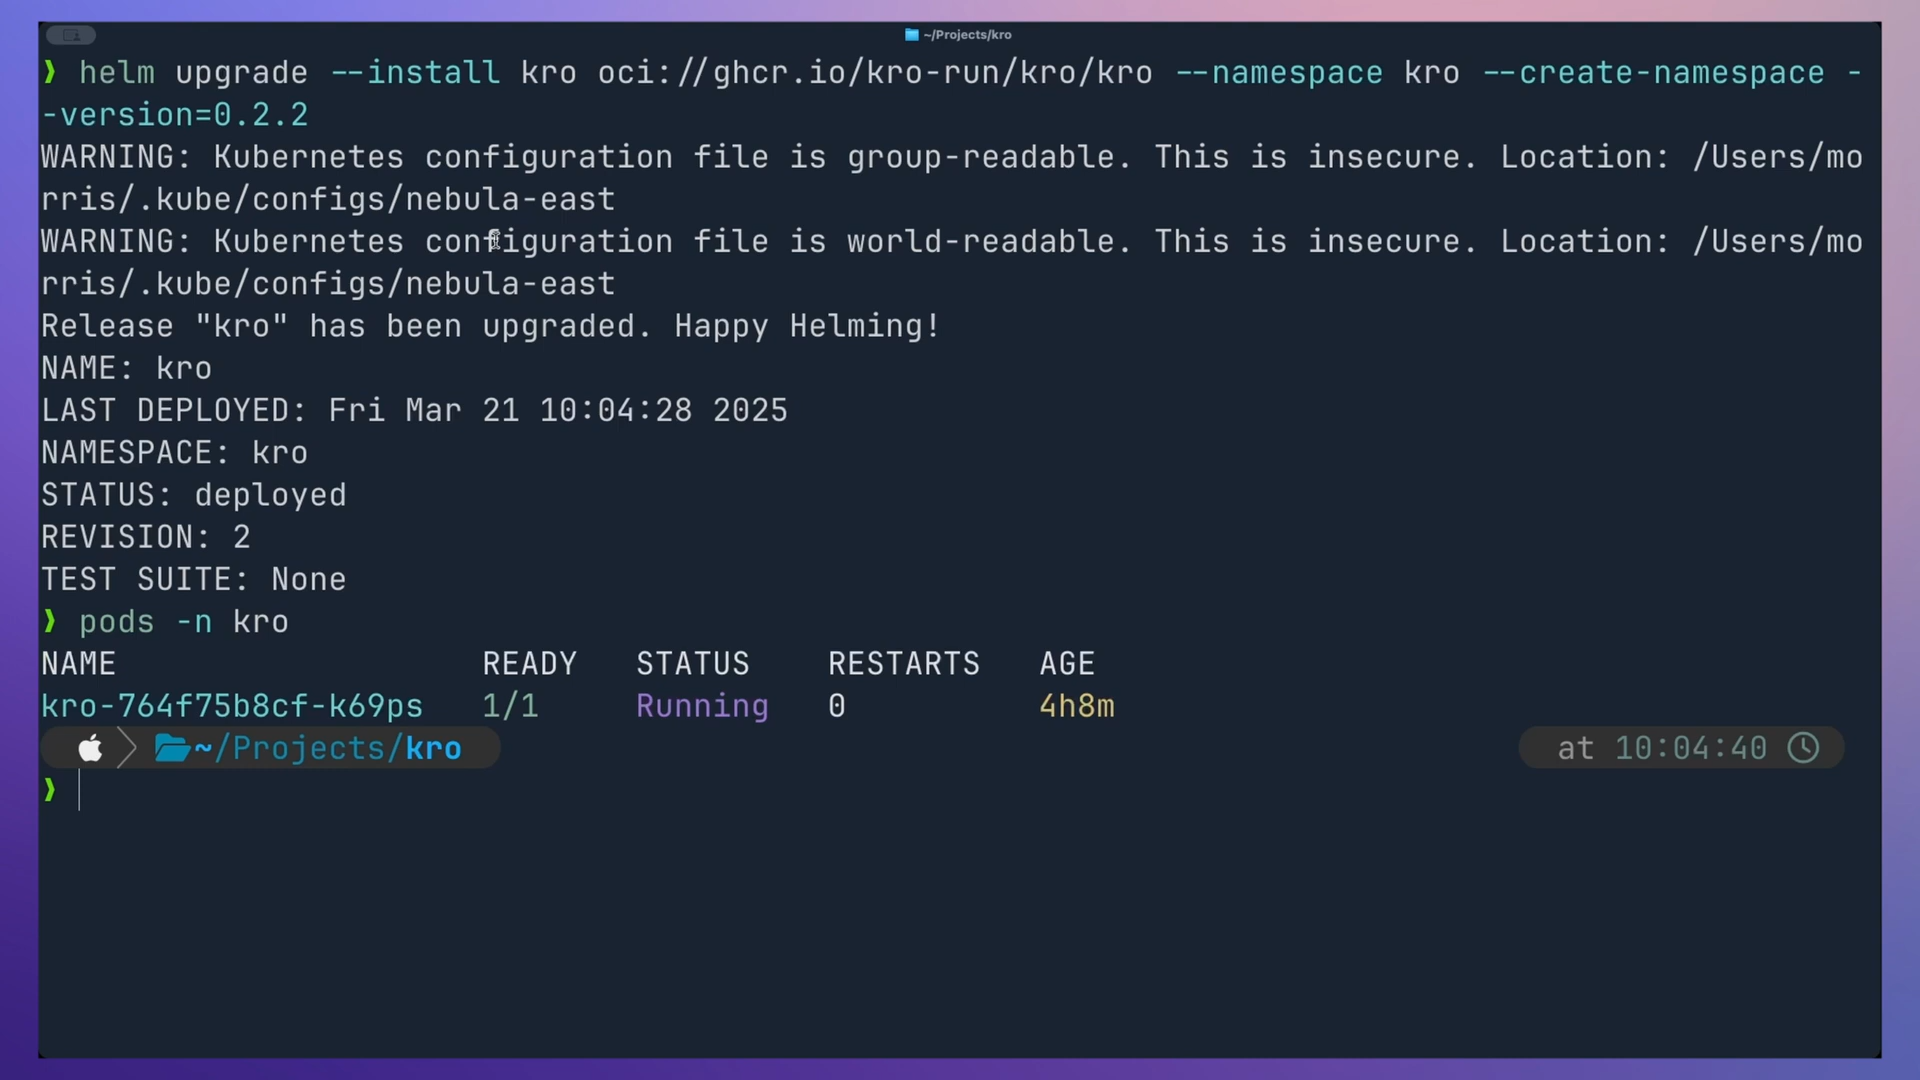 ~/Projects/kro
❯ helm upgrade --install kro oci://ghcr.io/kro-run/kro/kro --namespace kro --create-namespace -
-version=0.2.2
WARNING: Kubernetes configuration file is group-readable. This is insecure. Location: /Users/mo
rris/.kube/configs/nebula-east
WARNING: Kubernetes configuration file is world-readable. This is insecure. Location: /Users/mo
rris/.kube/configs/nebula-east
Release "kro" has been upgraded. Happy Helming!
NAME: kro
LAST DEPLOYED: Fri Mar 21 10:04:28 2025
NAMESPACE: kro
STATUS: deployed
REVISION: 2
TEST SUITE: None
❯ pods -n kro
NAME READY STATUS RESTARTS AGE
kro-764f75b8cf-k69ps 1/1 Running 0 4h8m
~/Projects/kro at 10:04:40
❯